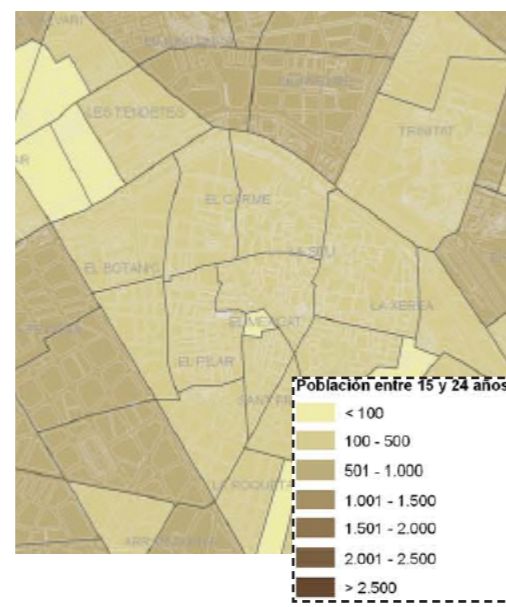 LES TENDETES
TRINITAT
EL CARME
LA SEU
EL BOTANIC
LA XEREA
EL MERCAT
EL PILAR
Población entre 15 y 24 años
< 100
100 - 500
LA ROQUETA
501 - 1.000
1.001 - 1.500
1.501 - 2.000
2.001 - 2.500
> 2.500